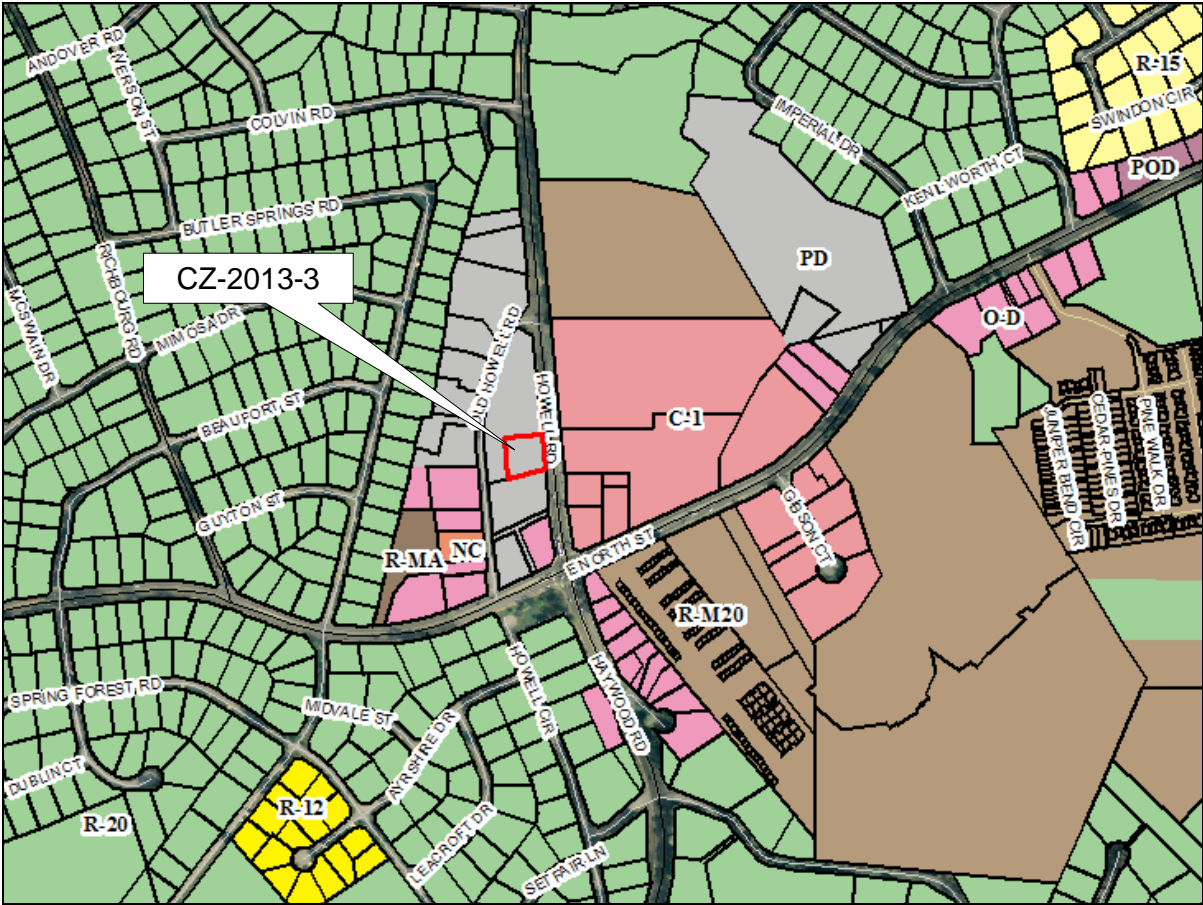 ANDOVER RD
IVERSON ST
COLVIN RD
BUTLER SPRINGS RD
RICHBOURG RD
MCSWAIN DR
MIMOSA DR
BEAUFORT ST
GUYTON ST
CZ-2013-3
OLD HOWELL RD
HOWELL RD
IMPERIAL DR
KENILWORTH CT
R-15
SWINDON CIR
POD
PD
O-D
C-1
JUNIPER BEND CIR
CEDAR PINES DR
PINE WALK DR
GIBSON CT
E NORTH ST
R-MA
NC
R-M20
SPRING FOREST RD
MIDVALE ST
AYRSHIRE DR
HOWELL CIR
HAYWOOD RD
DUBLIN CT
R-20
R-12
LEACROFT DR
SETFAIR LN